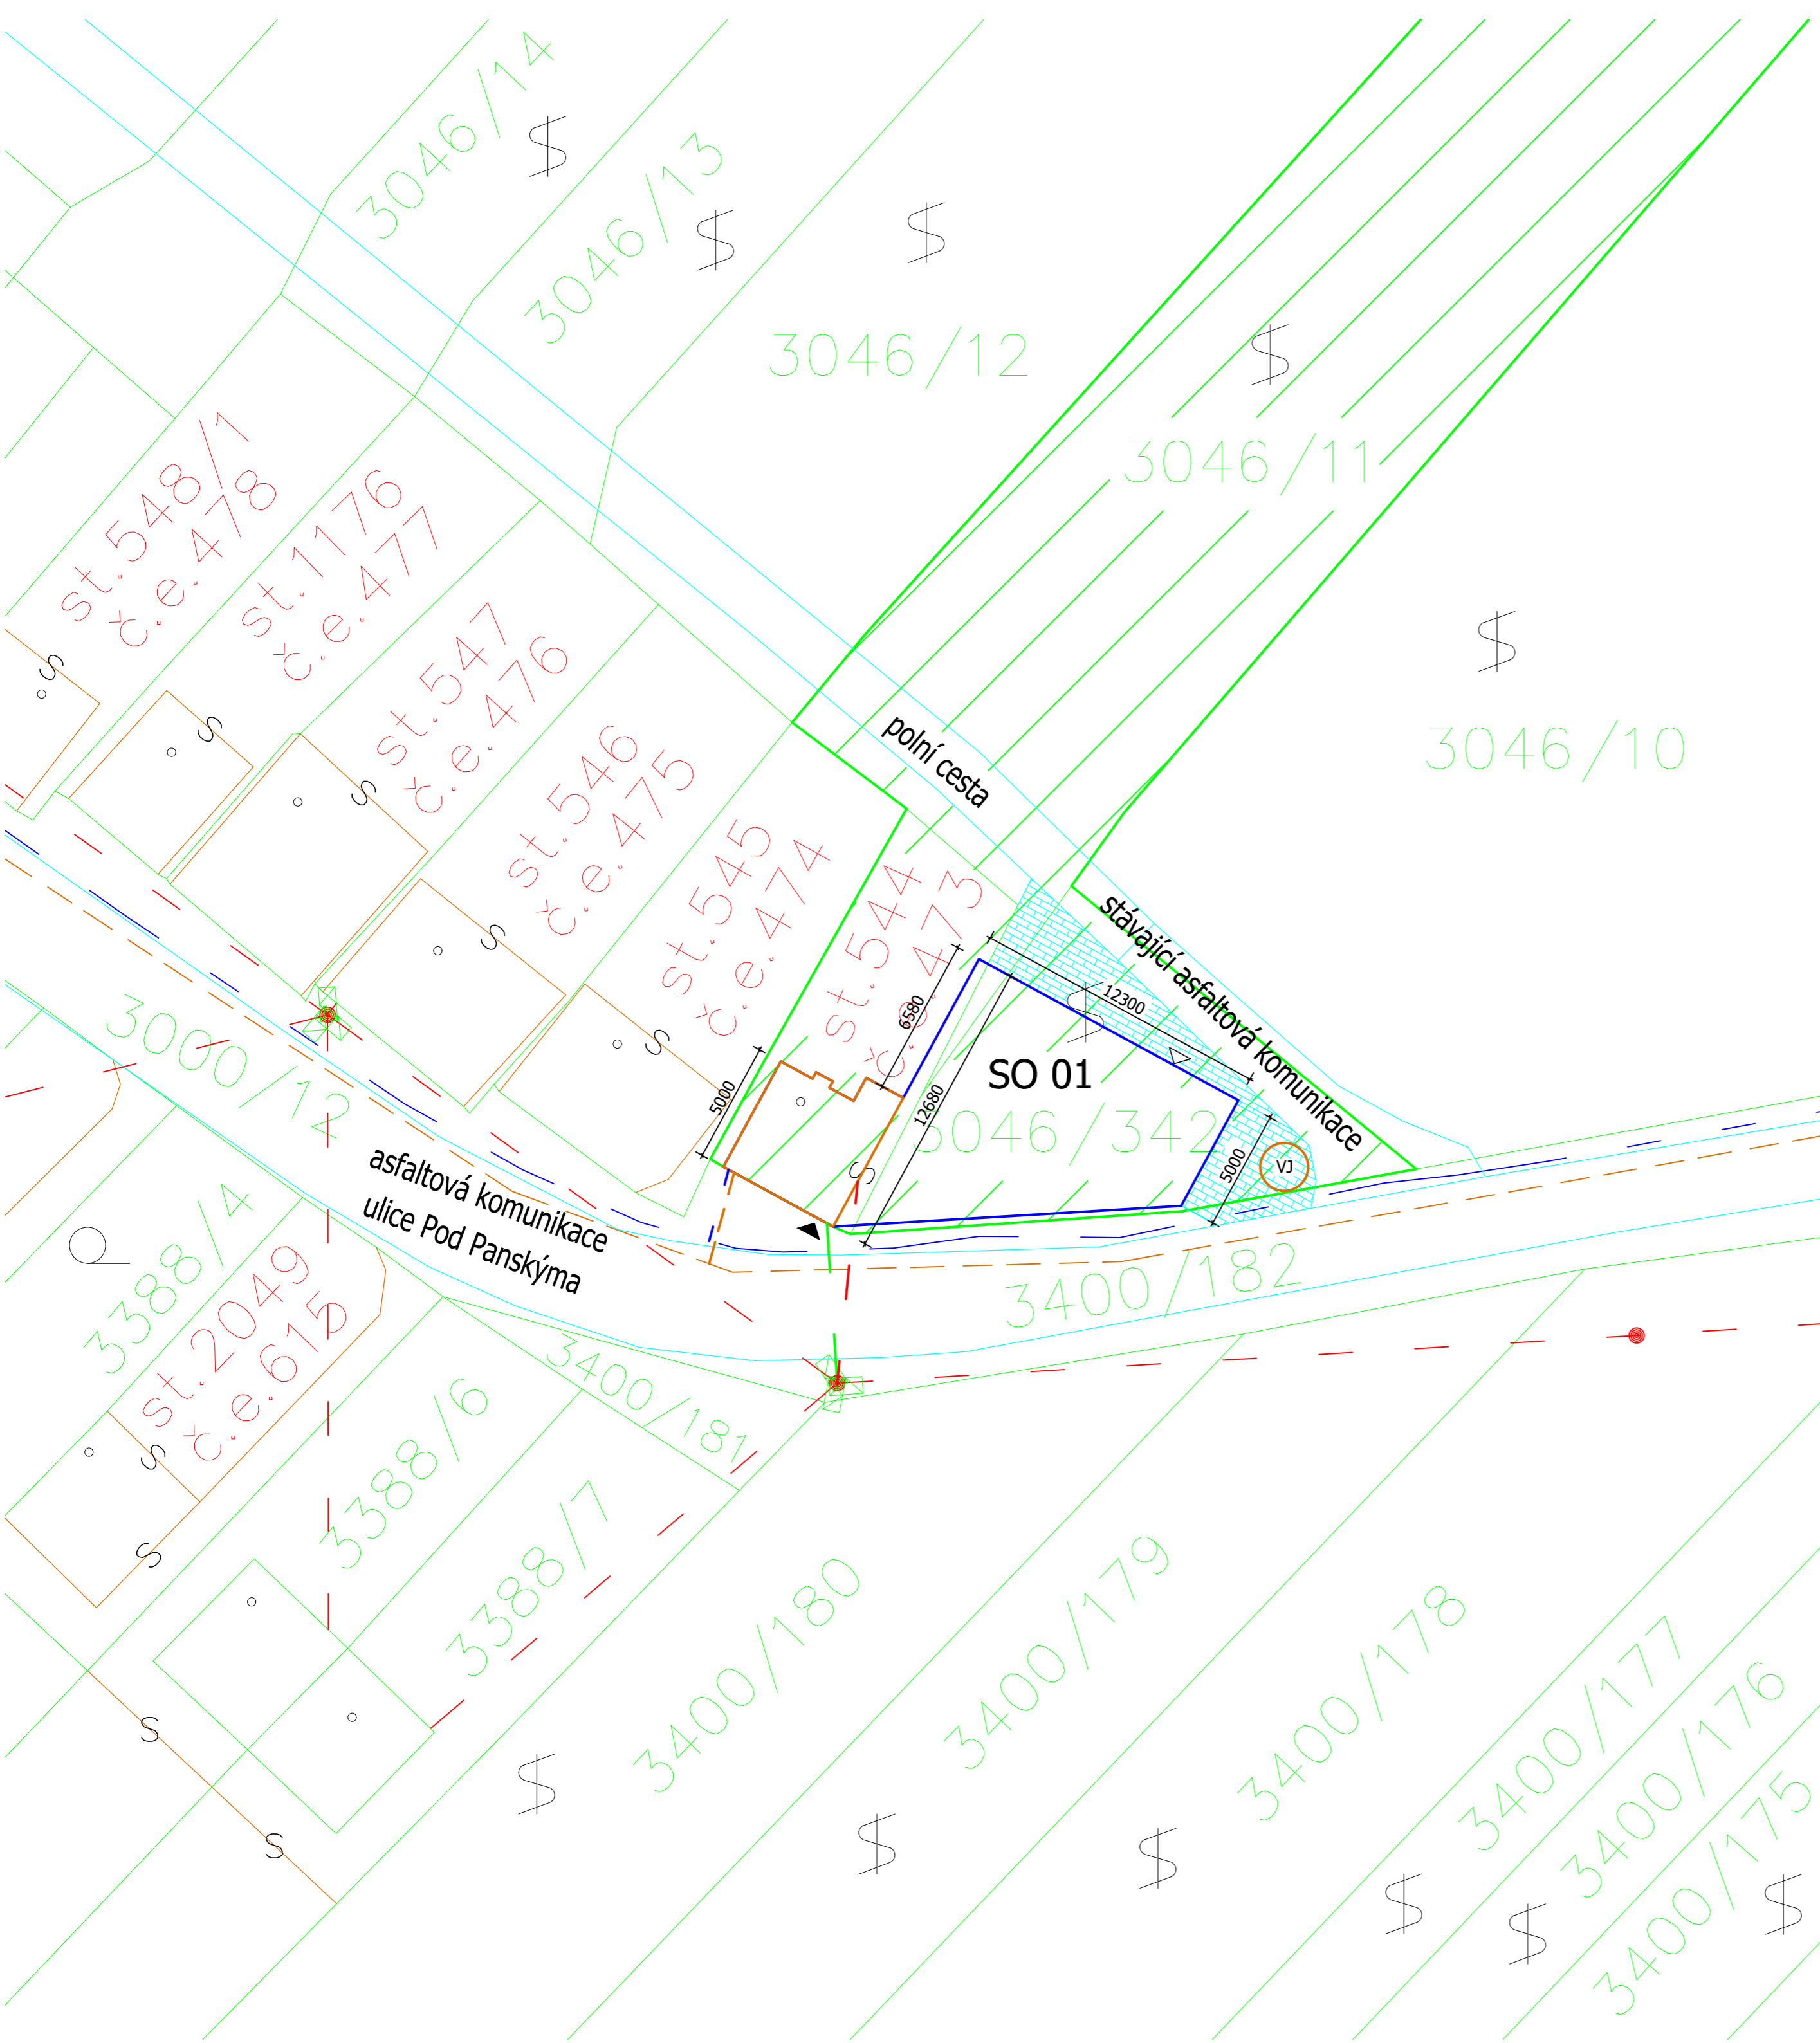 3046/14
3046/13
3046/12
3046/11
3046/10
st.548/1
č.e.478
st.1176
č.e.477
st.547
č.e.476
st.546
č.e.475
st.545
č.e.474
st.544
č.e.473
polní cesta
stávající asfaltová komunikace
12300
6580
12680
5000
5000
SO 01
3046/342
VJ
3000/12
asfaltová komunikace
ulice Pod Panskýma
3400/182
3400/181
3388/4
st.2049
č.e.615
3388/6
3388/7
3400/180
3400/179
3400/178
3400/177
3400/176
3400/175